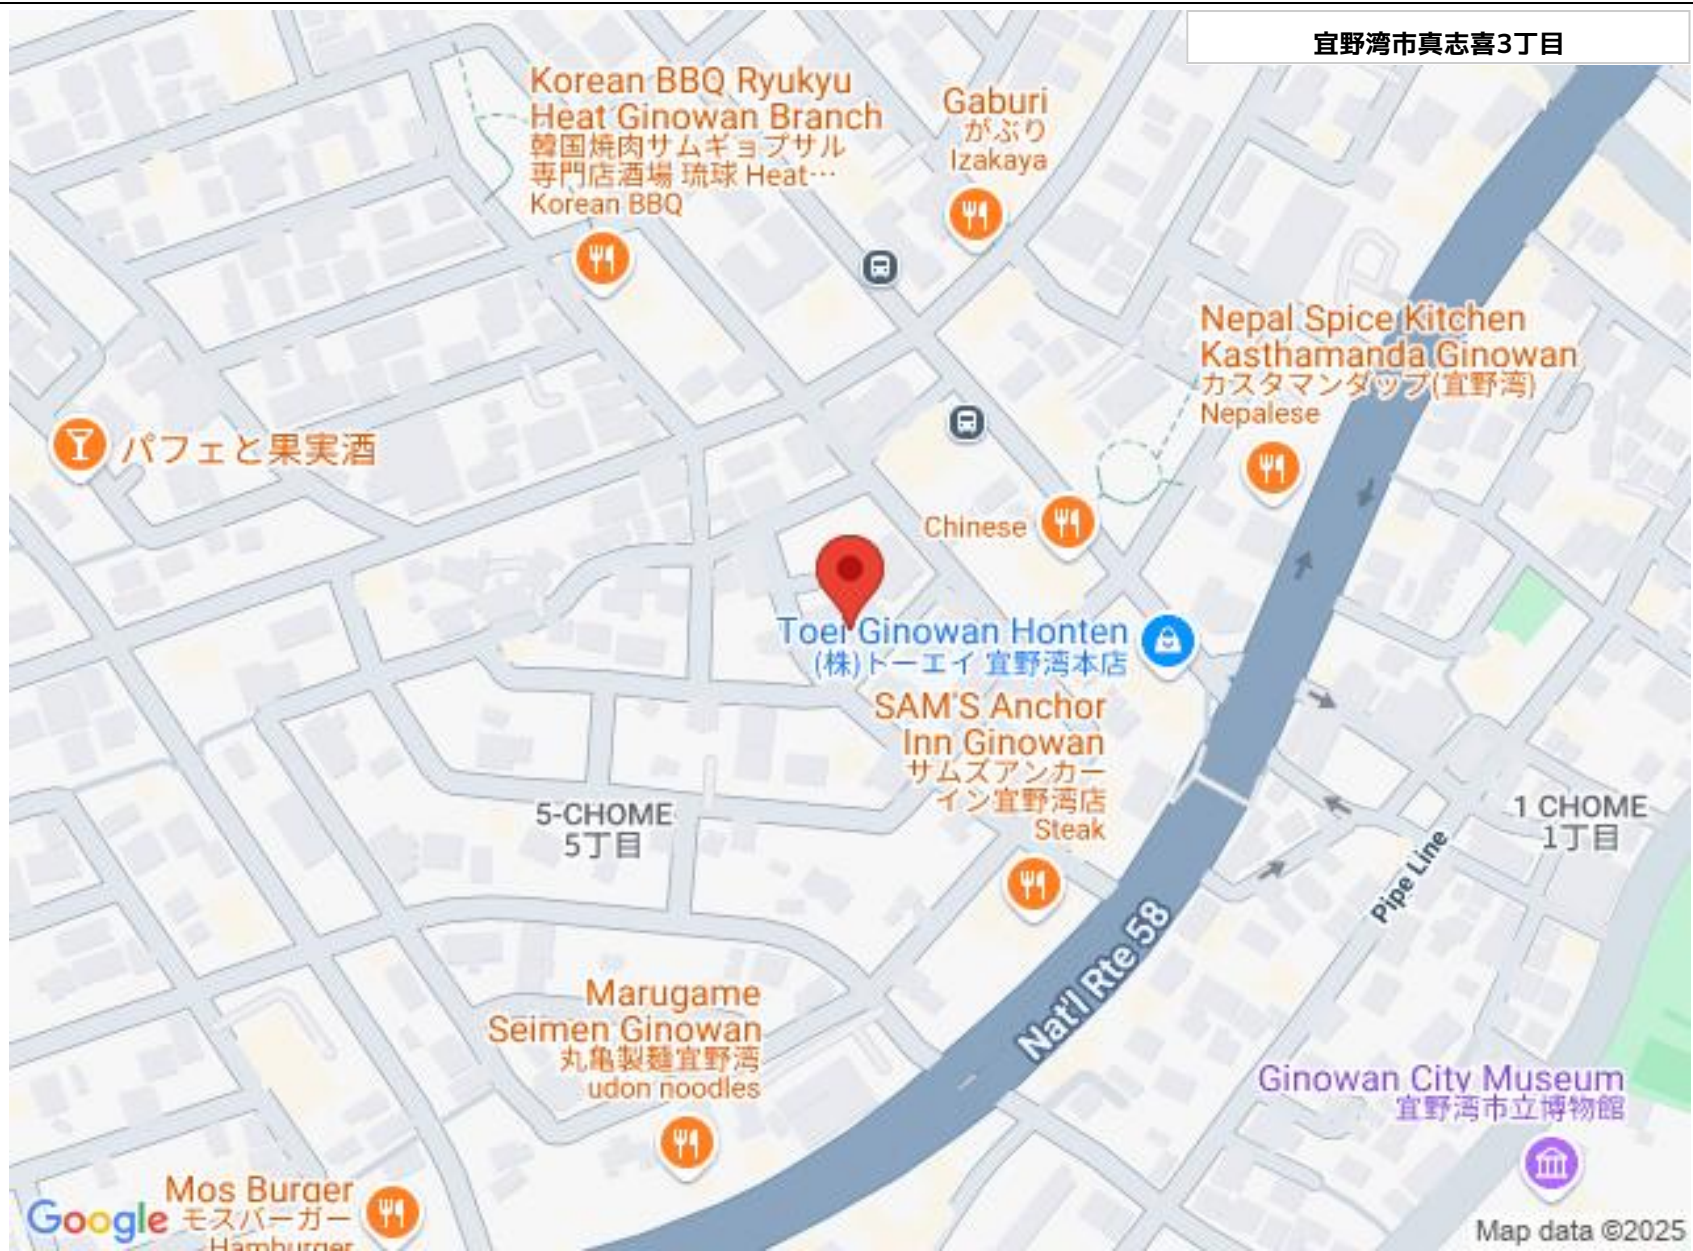 宜野湾市真志喜3丁目
Korean BBQ Ryukyu
Heat Ginowan Branch
韓国焼肉サムギョプサル
専門店酒場 琉球 Heat…
Korean BBQ
Gaburi
がぶり
Izakaya
Nepal Spice Kitchen
Kasthamanda Ginowan
カスタマンダップ(宜野湾)
Nepalese
パフェと果実酒
Chinese
Toei Ginowan Honten
(株)トーエイ 宜野湾本店
SAM'S Anchor
Inn Ginowan
サムズアンカー
イン宜野湾店
Steak
5-CHOME
5丁目
1 CHOME
1丁目
Pipe Line
Nat'l Rte 58
Marugame
Seimen Ginowan
丸亀製麺宜野湾
udon noodles
Ginowan City Museum
宜野湾市立博物館
Mos Burger
モスバーガー
Hamburger
Google
Map data ©2025